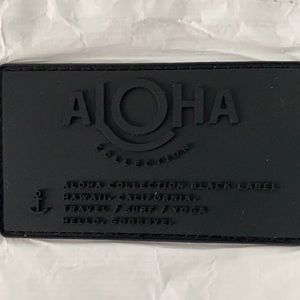 ALOHA
COLLECTION
ALOHA COLLECTION BLACK LABEL
HAWAII. CALIFORNIA.
TRAVEL / SURF / YOGA
HELLO. GOODBYE.